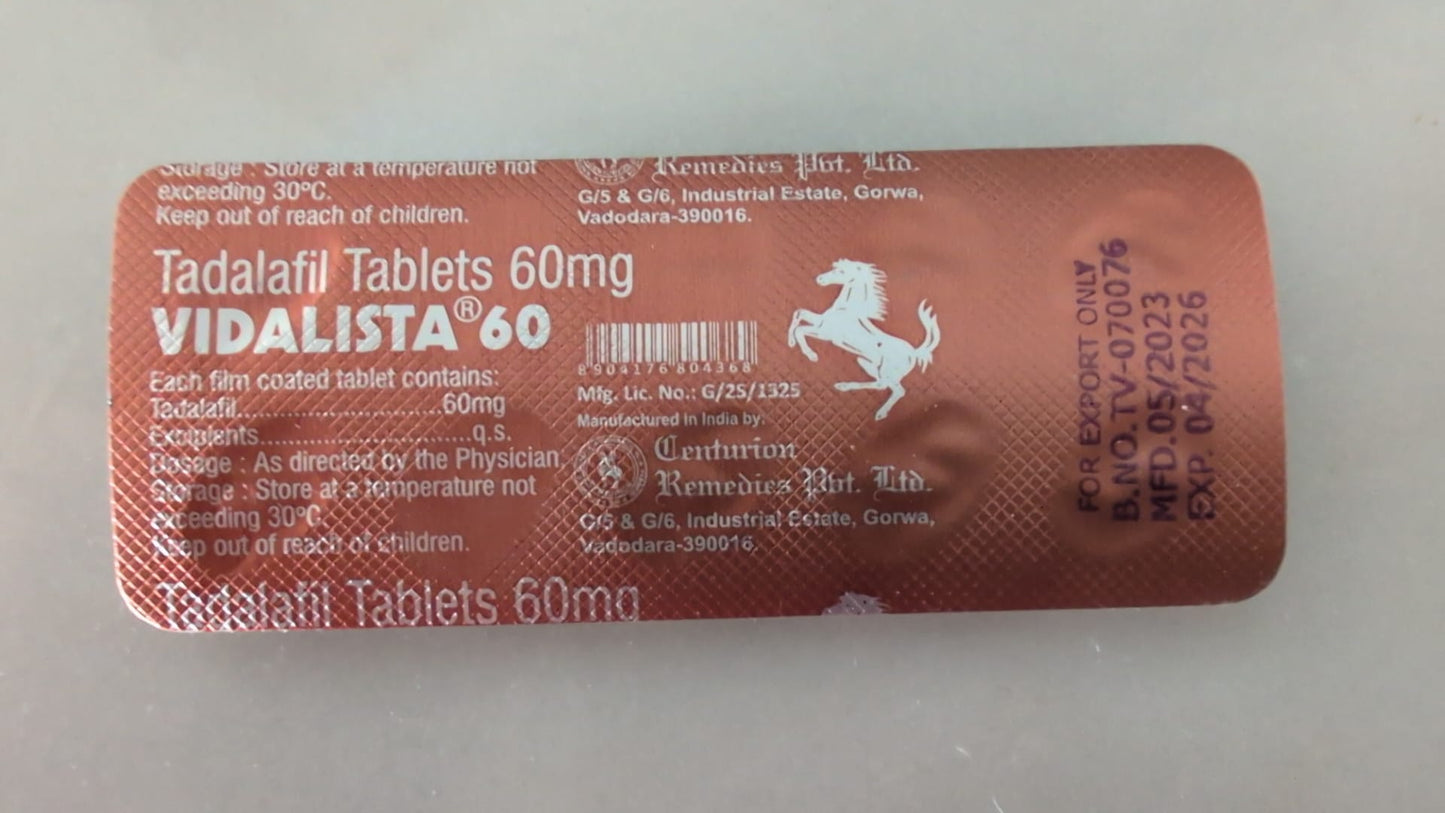 Storage : Store at a temperature not
exceeding 30°C.
Keep out of reach of children.
Remedies Pvt. Ltd.
G/5 & G/6, Industrial Estate, Gorwa,
Vadodara-390016.
Tadalafil Tablets 60mg
VIDALISTA® 60
Each film coated tablet contains:
Tadalafil..............................60mg
Excipients..............................q.s.
Dosage : As directed by the Physician.
Storage : Store at a temperature not
exceeding 30°C.
Keep out of reach of children.
8 904176 804368
Mfg. Lic. No.: G/25/1325
Manufactured in India by:
Centurion
Remedies Pvt. Ltd.
G/5 & G/6, Industrial Estate, Gorwa,
Vadodara-390016.
FOR EXPORT ONLY
B.NO.TV-0700076
MFD.05/2023
EXP. 04/2026
Tadalafil Tablets 60mg